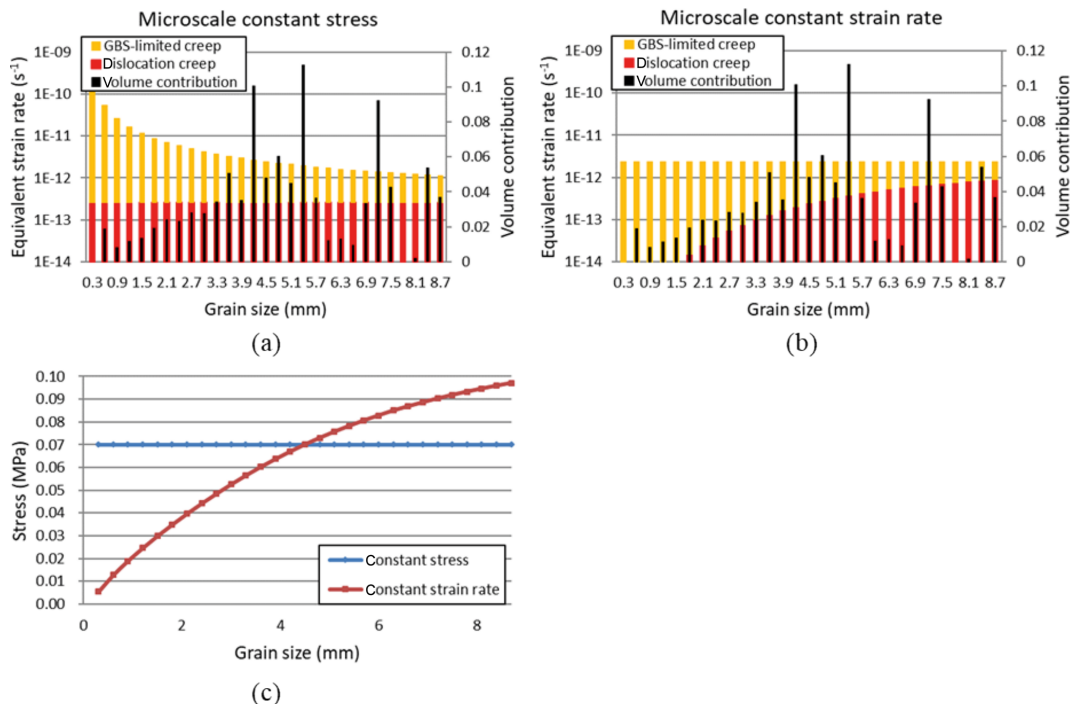 Microscale constant stress
GBS-limited creep
Dislocation creep
Volume contribution
1E-09
1E-10
1E-11
1E-12
1E-13
1E-14
Equivalent strain rate (s⁻¹)
0.12
0.1
0.08
0.06
0.04
0.02
0
Volume contribution
0.3 0.9 1.5 2.1 2.7 3.3 3.9 4.5 5.1 5.7 6.3 6.9 7.5 8.1 8.7
Grain size (mm)
(a)
Microscale constant strain rate
GBS-limited creep
Dislocation creep
Volume contribution
1E-09
1E-10
1E-11
1E-12
1E-13
1E-14
Equivalent strain rate (s⁻¹)
0.12
0.1
0.08
0.06
0.04
0.02
0
Volume contribution
0.3 0.9 1.5 2.1 2.7 3.3 3.9 4.5 5.1 5.7 6.3 6.9 7.5 8.1 8.7
Grain size (mm)
(b)
0.10
0.09
0.08
0.07
0.06
0.05
0.04
0.03
0.02
0.01
0.00
Stress (MPa)
Constant stress
Constant strain rate
0 2 4 6 8
Grain size (mm)
(c)